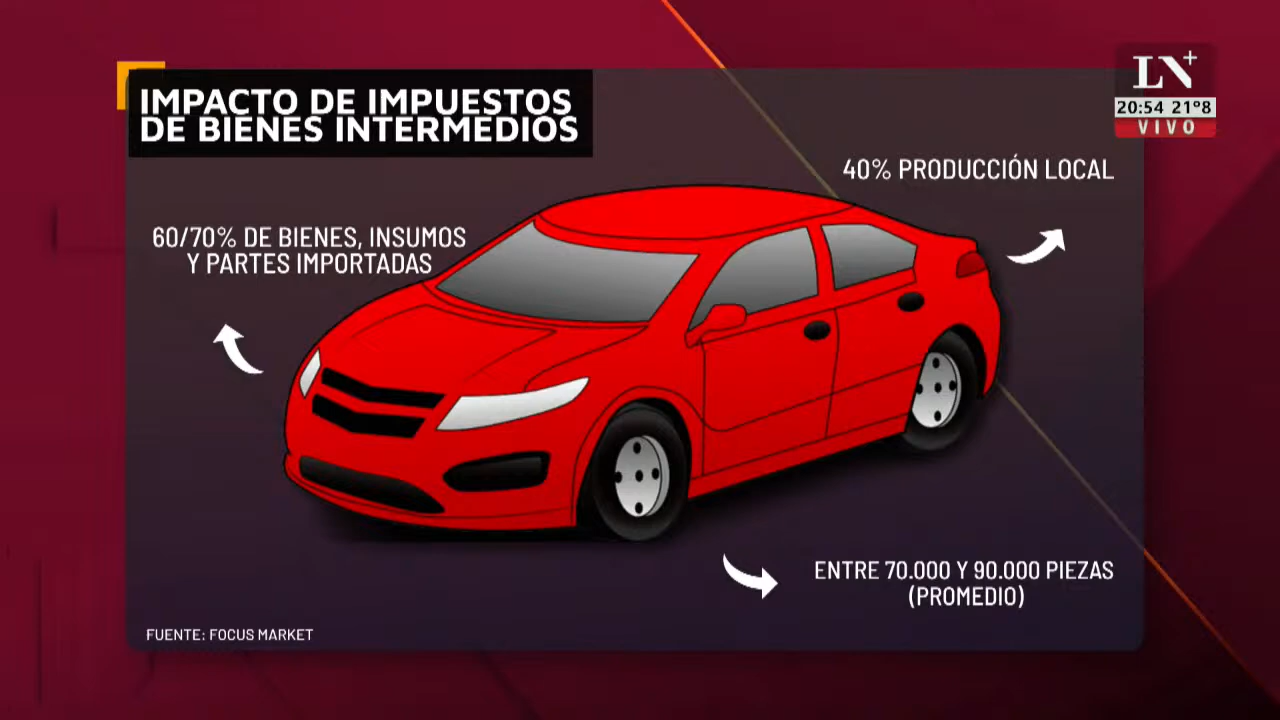 IMPACTO DE IMPUESTOS
DE BIENES INTERMEDIOS
LN+
20:54 21°8
VIVO
40% PRODUCCIÓN LOCAL
60/70% DE BIENES, INSUMOS
Y PARTES IMPORTADAS
ENTRE 70.000 Y 90.000 PIEZAS
(PROMEDIO)
FUENTE: FOCUS MARKET